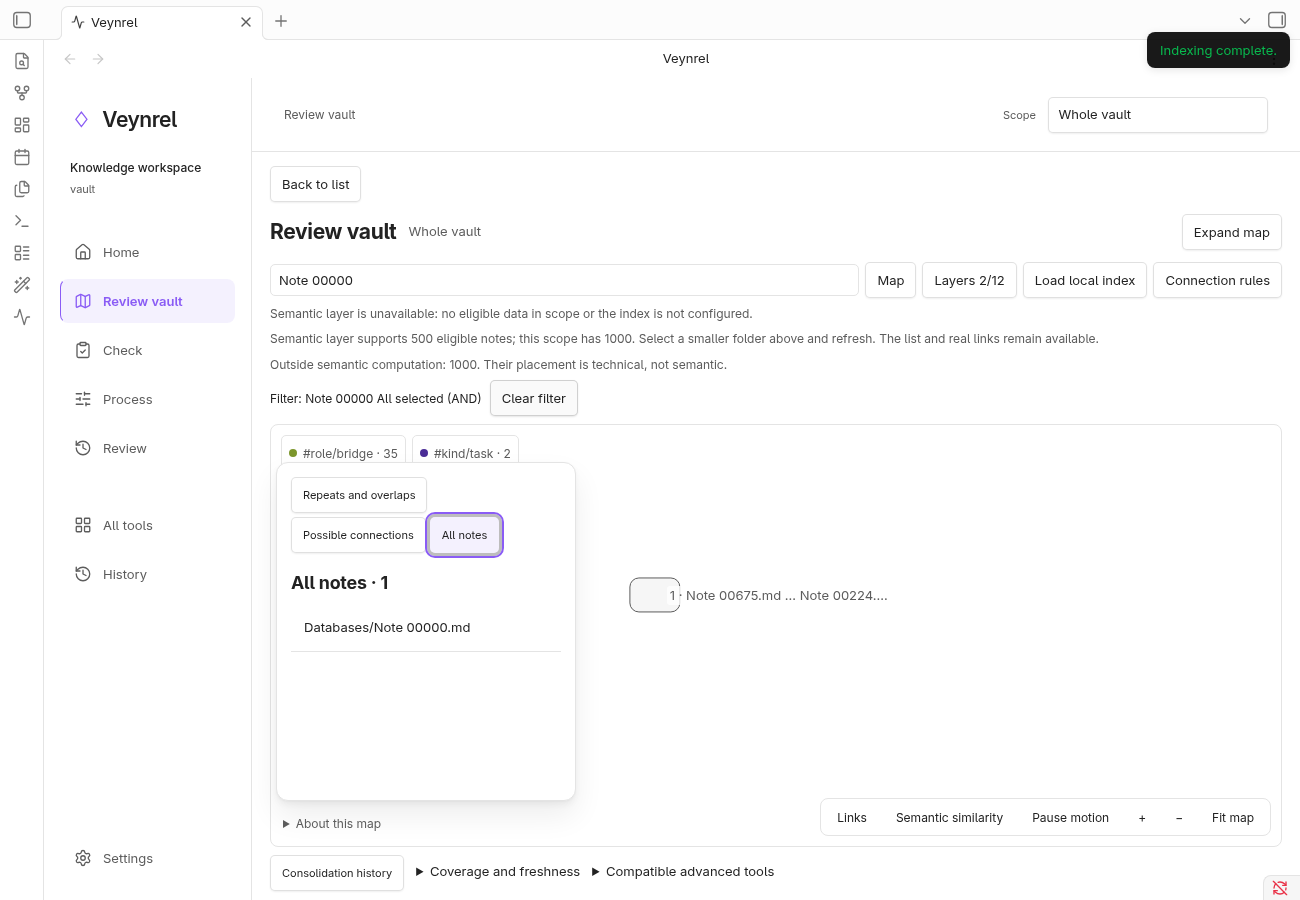 Veynrel
Veynrel
Indexing complete.
Veynrel
Knowledge workspace
vault
Home
Review vault
Check
Process
Review
All tools
History
Settings
Review vault
Scope
Whole vault
Back to list
Review vault
Whole vault
Expand map
Note 00000
Map
Layers 2/12
Load local index
Connection rules
Semantic layer is unavailable: no eligible data in scope or the index is not configured.
Semantic layer supports 500 eligible notes; this scope has 1000. Select a smaller folder above and refresh. The list and real links remain available.
Outside semantic computation: 1000. Their placement is technical, not semantic.
Filter: Note 00000 All selected (AND)
Clear filter
#role/bridge · 35
#kind/task · 2
Repeats and overlaps
Possible connections
All notes
All notes · 1
Databases/Note 00000.md
1 · Note 00675.md ... Note 00224....
About this map
Links
Semantic similarity
Pause motion
+
−
Fit map
Consolidation history
Coverage and freshness
Compatible advanced tools